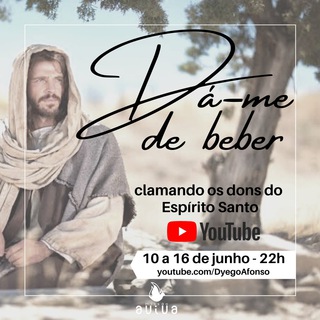 Dá-me
de beber
clamando os dons do
Espírito Santo
YouTube
10 a 16 de junho - 22h
youtube.com/DyegoAfonso